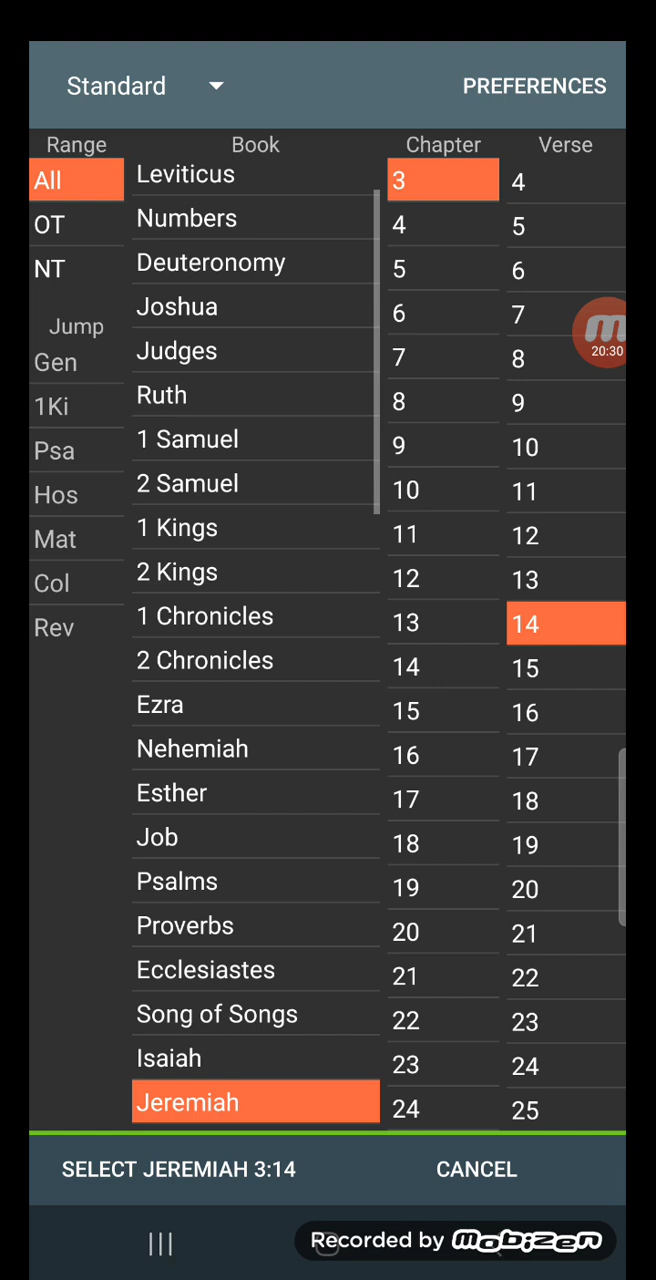 Standard
PREFERENCES
Range
Book
Chapter
Verse
All
OT
NT
Jump
Gen
1Ki
Psa
Hos
Mat
Col
Rev
Leviticus
Numbers
Deuteronomy
Joshua
Judges
Ruth
1 Samuel
2 Samuel
1 Kings
2 Kings
1 Chronicles
2 Chronicles
Ezra
Nehemiah
Esther
Job
Psalms
Proverbs
Ecclesiastes
Song of Songs
Isaiah
Jeremiah
3
4
5
6
7
8
9
10
11
12
13
14
15
16
17
18
19
20
21
22
23
24
4
5
6
7
8
9
10
11
12
13
14
15
16
17
18
19
20
21
22
23
24
25
m
20:30
SELECT JEREMIAH 3:14
CANCEL
Recorded by mobizen